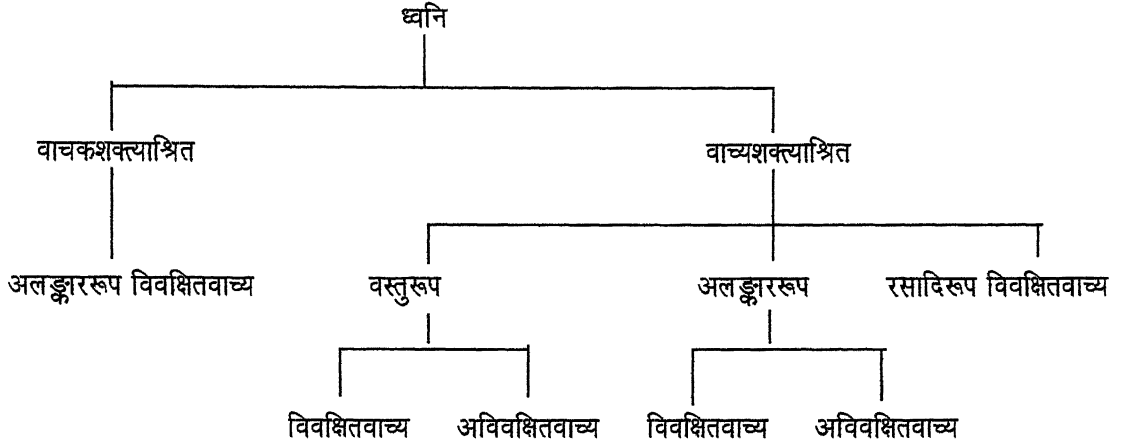 ध्वनि
वाचकशक्त्याश्रित वाच्यशक्त्याश्रित
अलङ्काररूप विवक्षितवाच्य वस्तुरूप अलङ्काररूप रसादिरूप विवक्षितवाच्य
विवक्षितवाच्य अविवक्षितवाच्य विवक्षितवाच्य अविवक्षितवाच्य